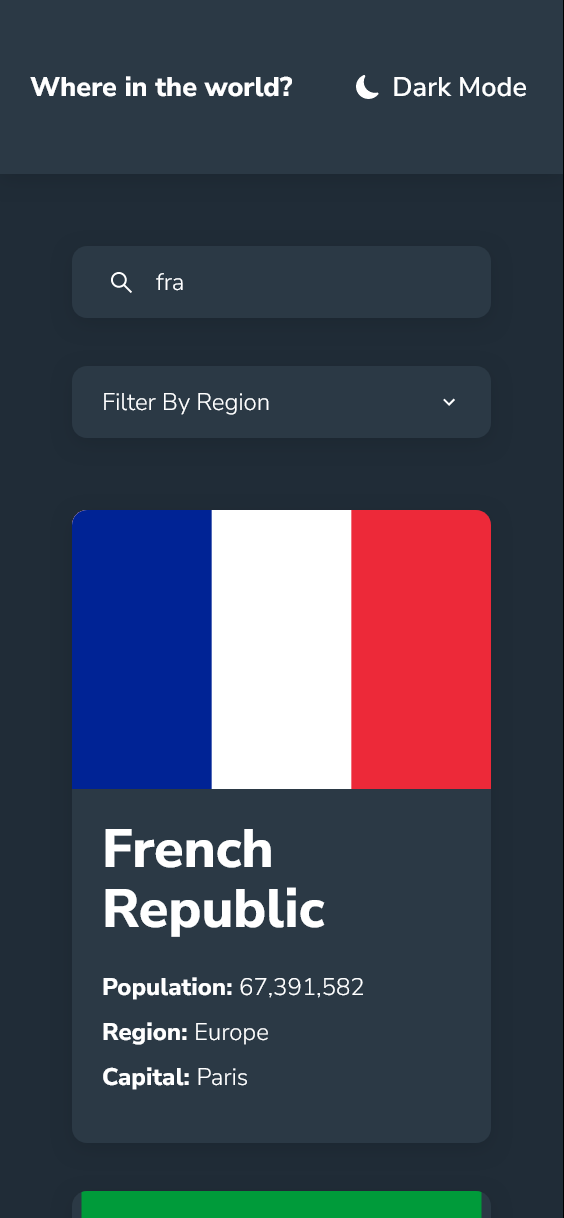 Where in the world?
Dark Mode
fra
Filter By Region
French
Republic
Population: 67,391,582
Region: Europe
Capital: Paris